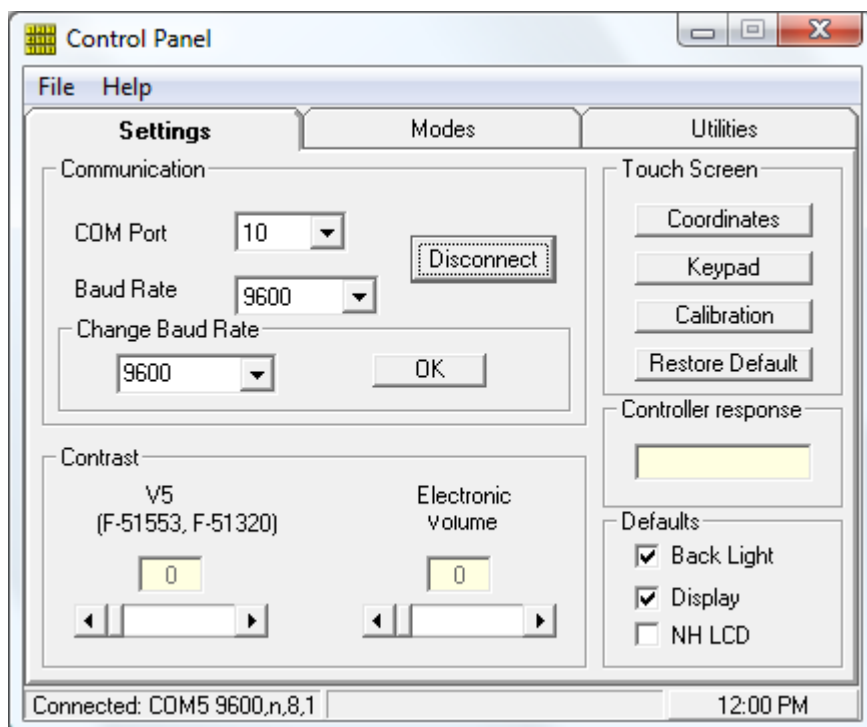 Control Panel
File Help
Settings Modes Utilities
Communication
COM Port 10
Disconnect
Baud Rate 9600
Change Baud Rate
9600 OK
Contrast
V5
(F-51553, F-51320)
0
Electronic
Volume
0
Touch Screen
Coordinates
Keypad
Calibration
Restore Default
Controller response
Defaults
Back Light
Display
NH LCD
Connected: COM5 9600,n,8,1 12:00 PM